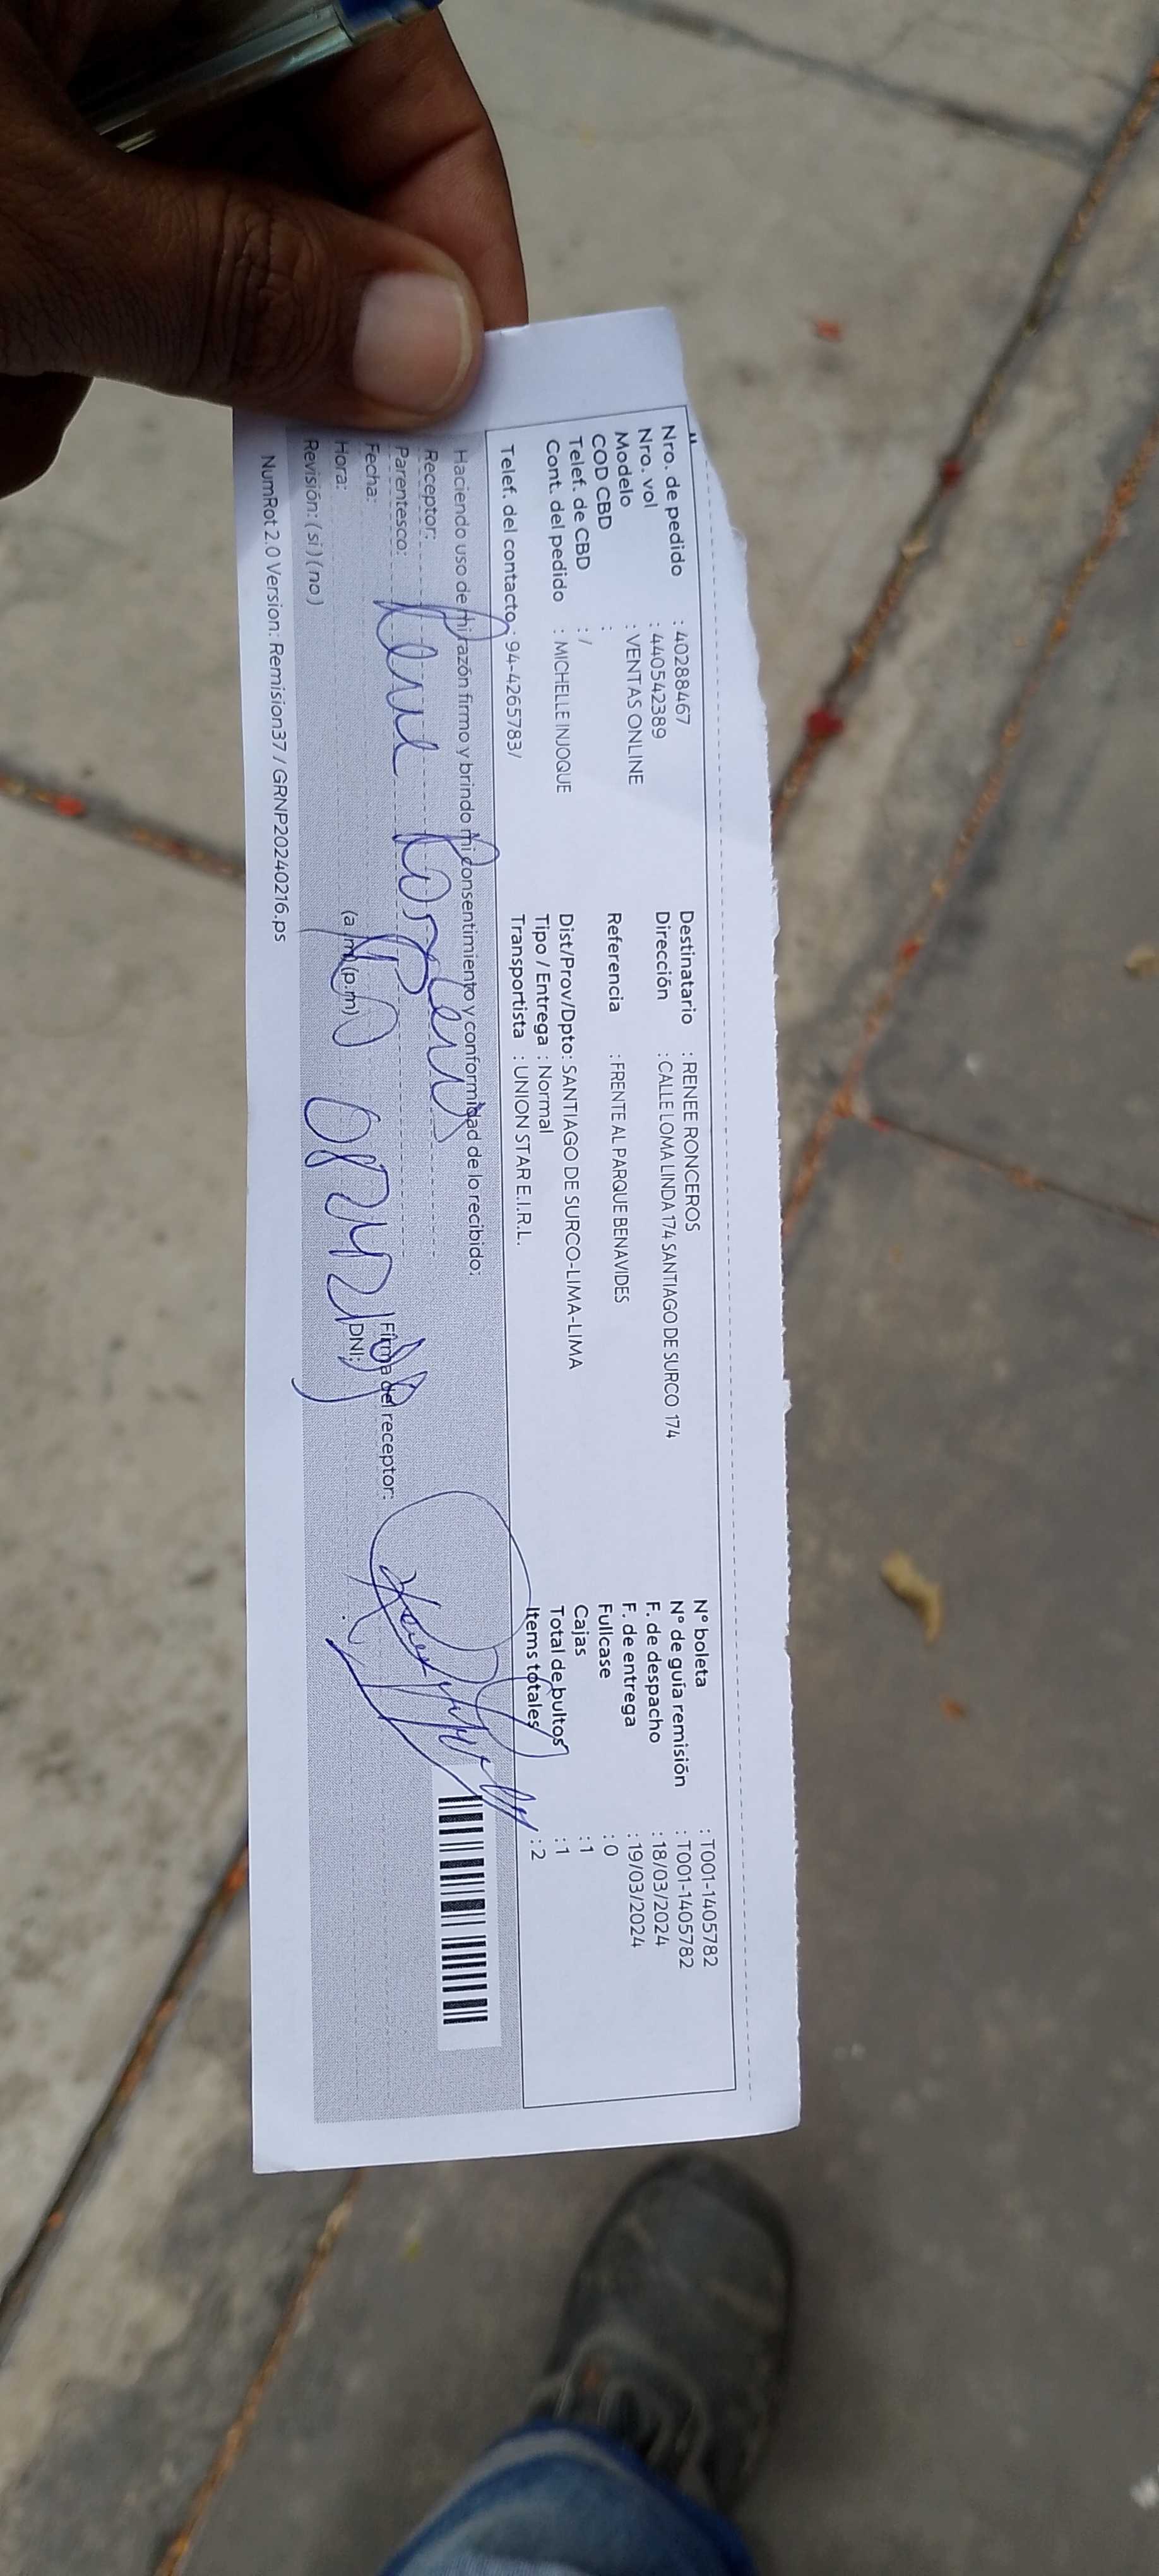 Nro. de pedido : 40288467
Nro. vol : 440542389
Modelo : VENTAS ONLINE
COD CBD :
Telef. de CBD : /
Cont. del pedido : MICHELLE INJOQUE
Telef. del contacto : 94-4265783/
Destinatario : RENEE RONCEROS
Dirección : CALLE LOMA LINDA 174 SANTIAGO DE SURCO 174
Referencia : FRENTE AL PARQUE BENAVIDES
Dist/Prov/Dpto: SANTIAGO DE SURCO-LIMA-LIMA
Tipo / Entrega : Normal
Transportista : UNION STAR E.I.R.L.
N° boleta : T001-1405782
N° de guía remisión : T001-1405782
F. de despacho : 18/03/2024
F. de entrega : 19/03/2024
Fullcase : 0
Cajas : 1
Total de bultos : 1
Items totales : 2
Haciendo uso de mi razón firmo y brindo mi consentimiento y conformidad de lo recibido:
Receptor:
Parentesco:
Fecha:
Hora: (a.m) (p.m)
Revisión: ( si ) ( no )
Firma del receptor:
DNI:
NumRot 2.0 Version: Remision37 / GRNP20240216.ps